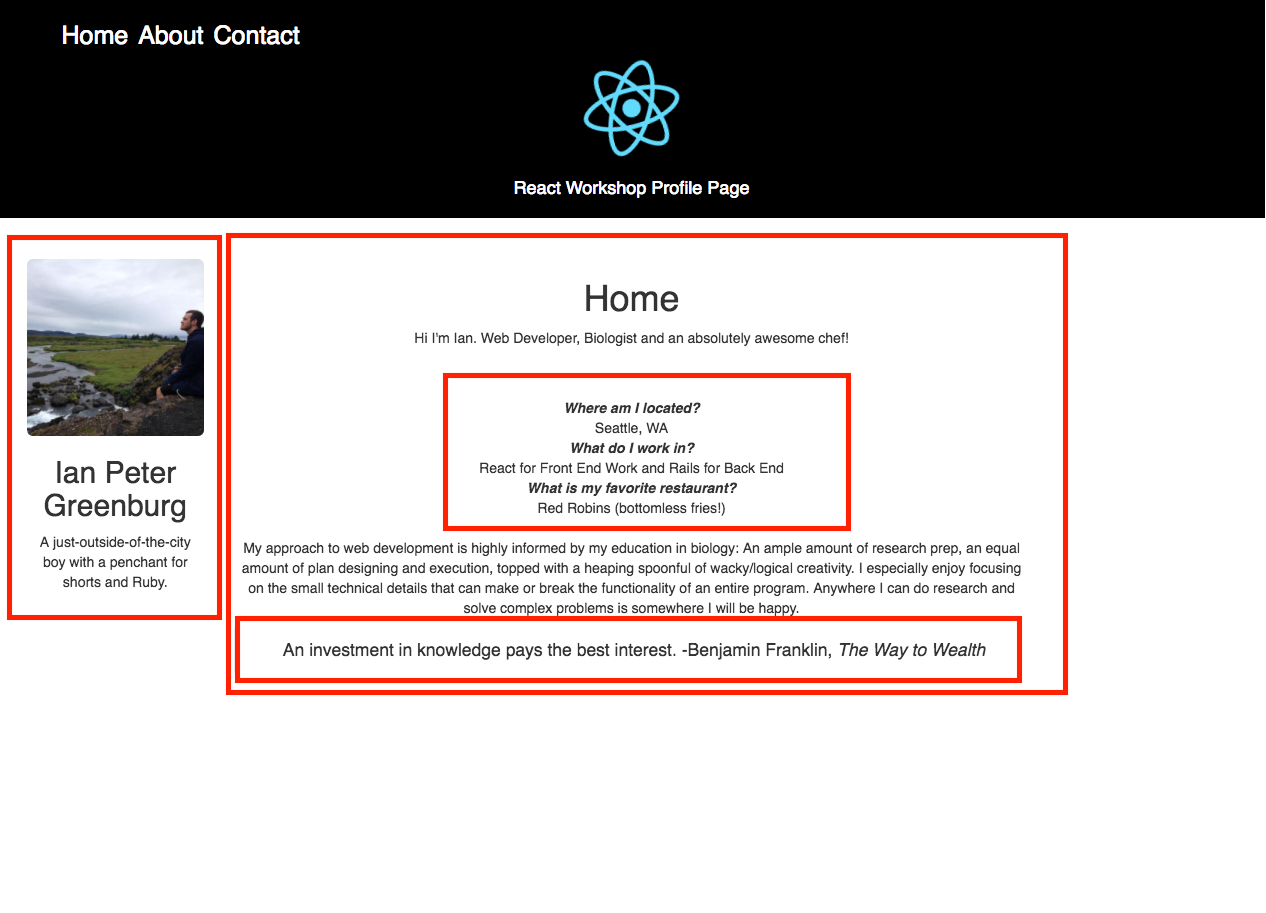 Home About Contact
React Workshop Profile Page
Ian Peter
Greenburg
A just-outside-of-the-city
boy with a penchant for
shorts and Ruby.
Home
Hi I'm Ian. Web Developer, Biologist and an absolutely awesome chef!
Where am I located?
Seattle, WA
What do I work in?
React for Front End Work and Rails for Back End
What is my favorite restaurant?
Red Robins (bottomless fries!)
My approach to web development is highly informed by my education in biology: An ample amount of research prep, an equal
amount of plan designing and execution, topped with a heaping spoonful of wacky/logical creativity. I especially enjoy focusing
on the small technical details that can make or break the functionality of an entire program. Anywhere I can do research and
solve complex problems is somewhere I will be happy.
An investment in knowledge pays the best interest. -Benjamin Franklin, The Way to Wealth